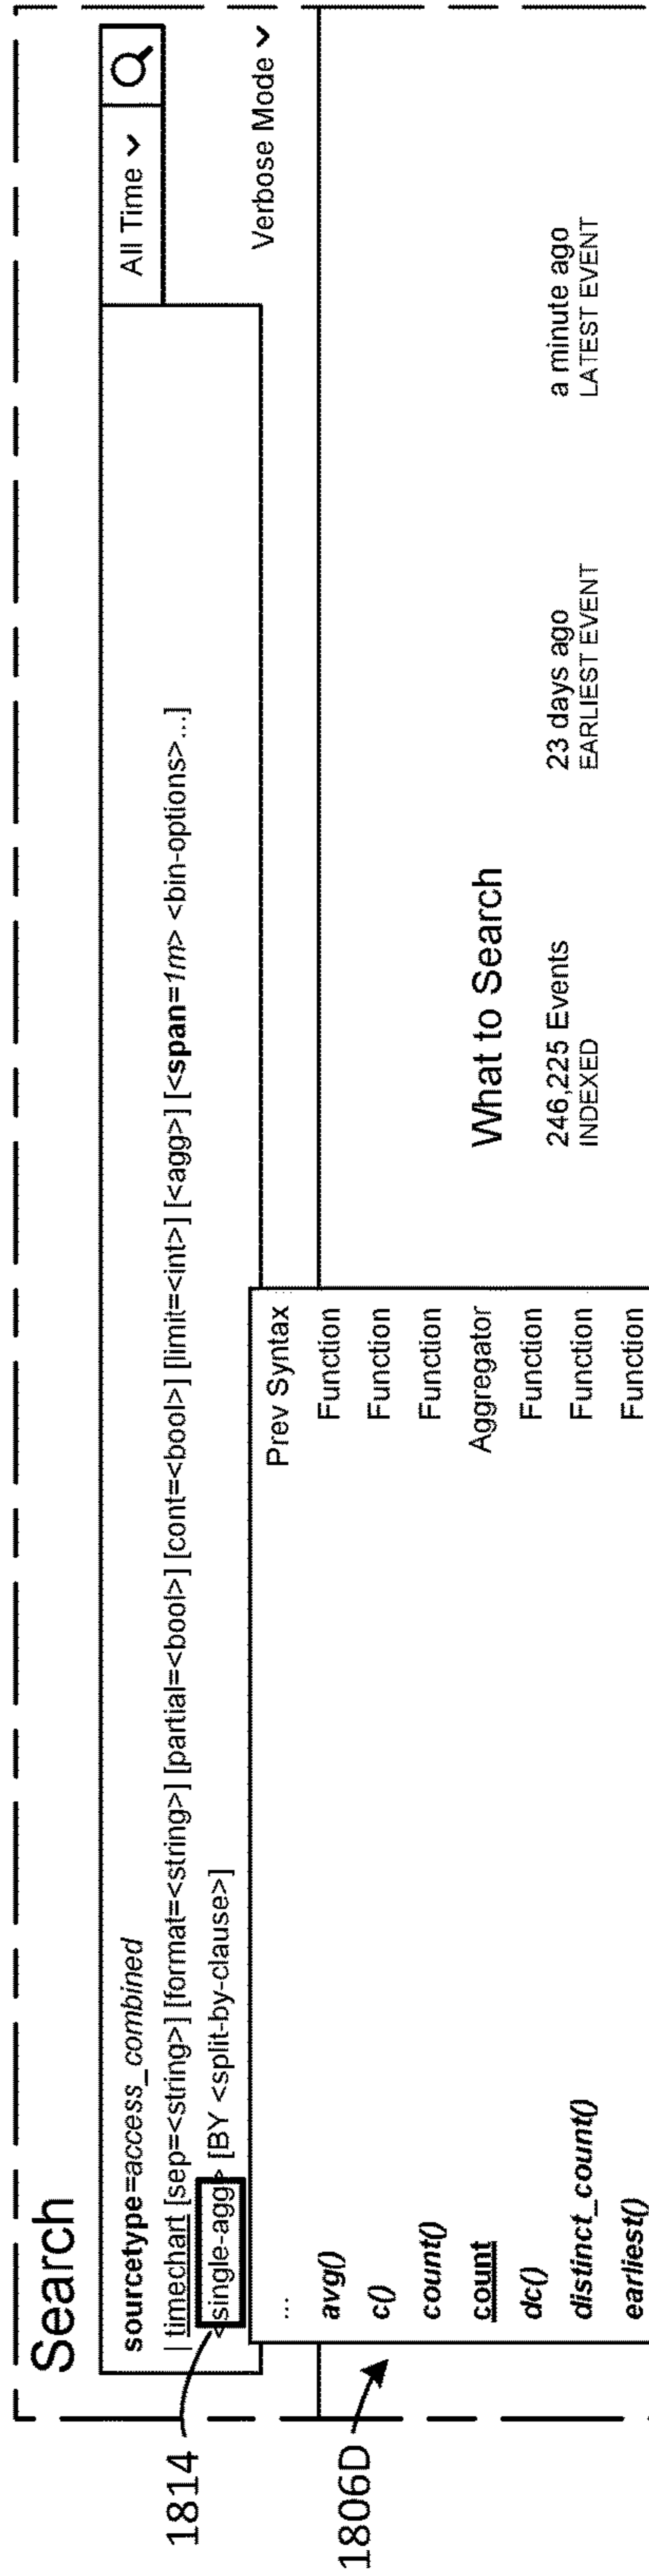 Search
sourcetype=access_combined
All Time
| timechart [sep=<string>] [format=<string>] [partial=<bool>] [cont=<bool>] [limit=<int>] [<agg>] [<span=1m> <bin-options>...]
<single-agg> [BY <split-by-clause>]
Verbose Mode
1814
1806D
... Prev Syntax
avg() Function
c() Function
count() Function
count Aggregator
dc() Function
distinct_count() Function
earliest() Function
What to Search
246,225 Events
INDEXED
23 days ago
EARLIEST EVENT
a minute ago
LATEST EVENT